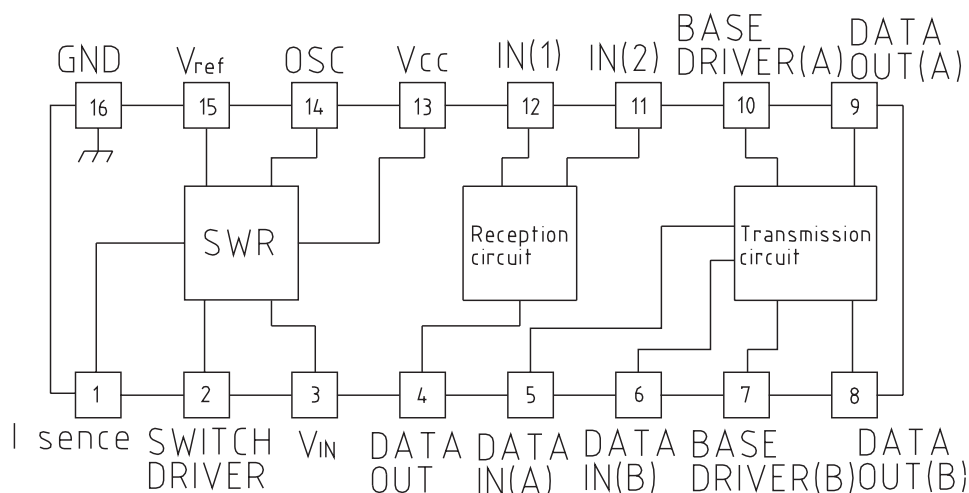 GND
Vref
OSC
Vcc
IN(1)
IN(2)
BASE
DRIVER(A)
DATA
OUT(A)
16
15
14
13
12
11
10
9
SWR
Reception
circuit
Transmission
circuit
1
2
3
4
5
6
7
8
I sence
SWITCH
DRIVER
VIN
DATA
OUT
DATA
IN(A)
DATA
IN(B)
BASE
DRIVER(B)
DATA
OUT(B)